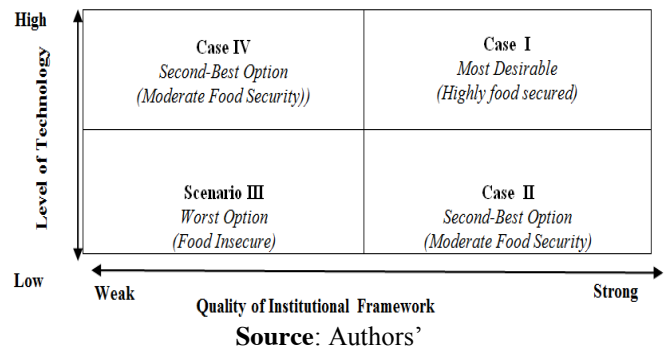 High
Level of Technology
Case IV
Second-Best Option
(Moderate Food Security))
Case I
Most Desirable
(Highly food secured)
Scenario III
Worst Option
(Food Insecure)
Case II
Second-Best Option
(Moderate Food Security)
Low
Weak
Quality of Institutional Framework
Strong
Source: Authors’